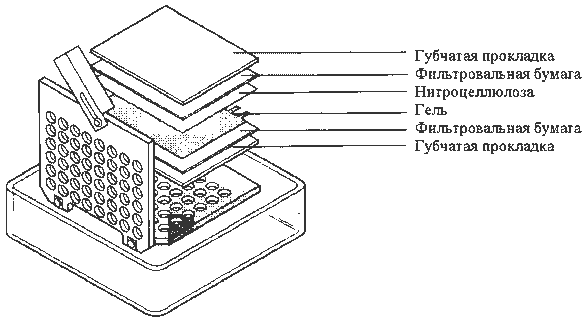 Губчатая прокладка
Фильтровальная бумага
Нитроцеллюлоза
Гель
Фильтровальная бумага
Губчатая прокладка